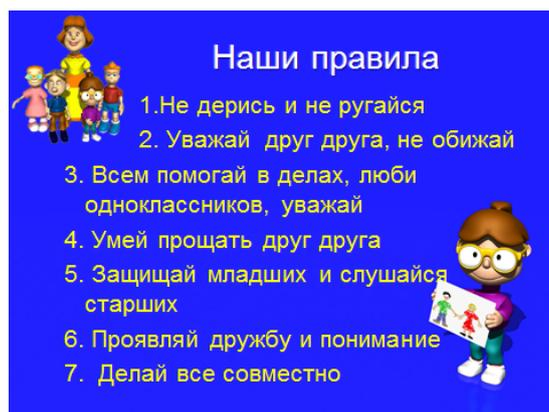 Наши правила
1.Не дерись и не ругайся
2. Уважай друг друга, не обижай
3. Всем помогай в делах, люби
одноклассников, уважай
4. Умей прощать друг друга
5. Защищай младших и слушайся
старших
6. Проявляй дружбу и понимание
7. Делай все совместно